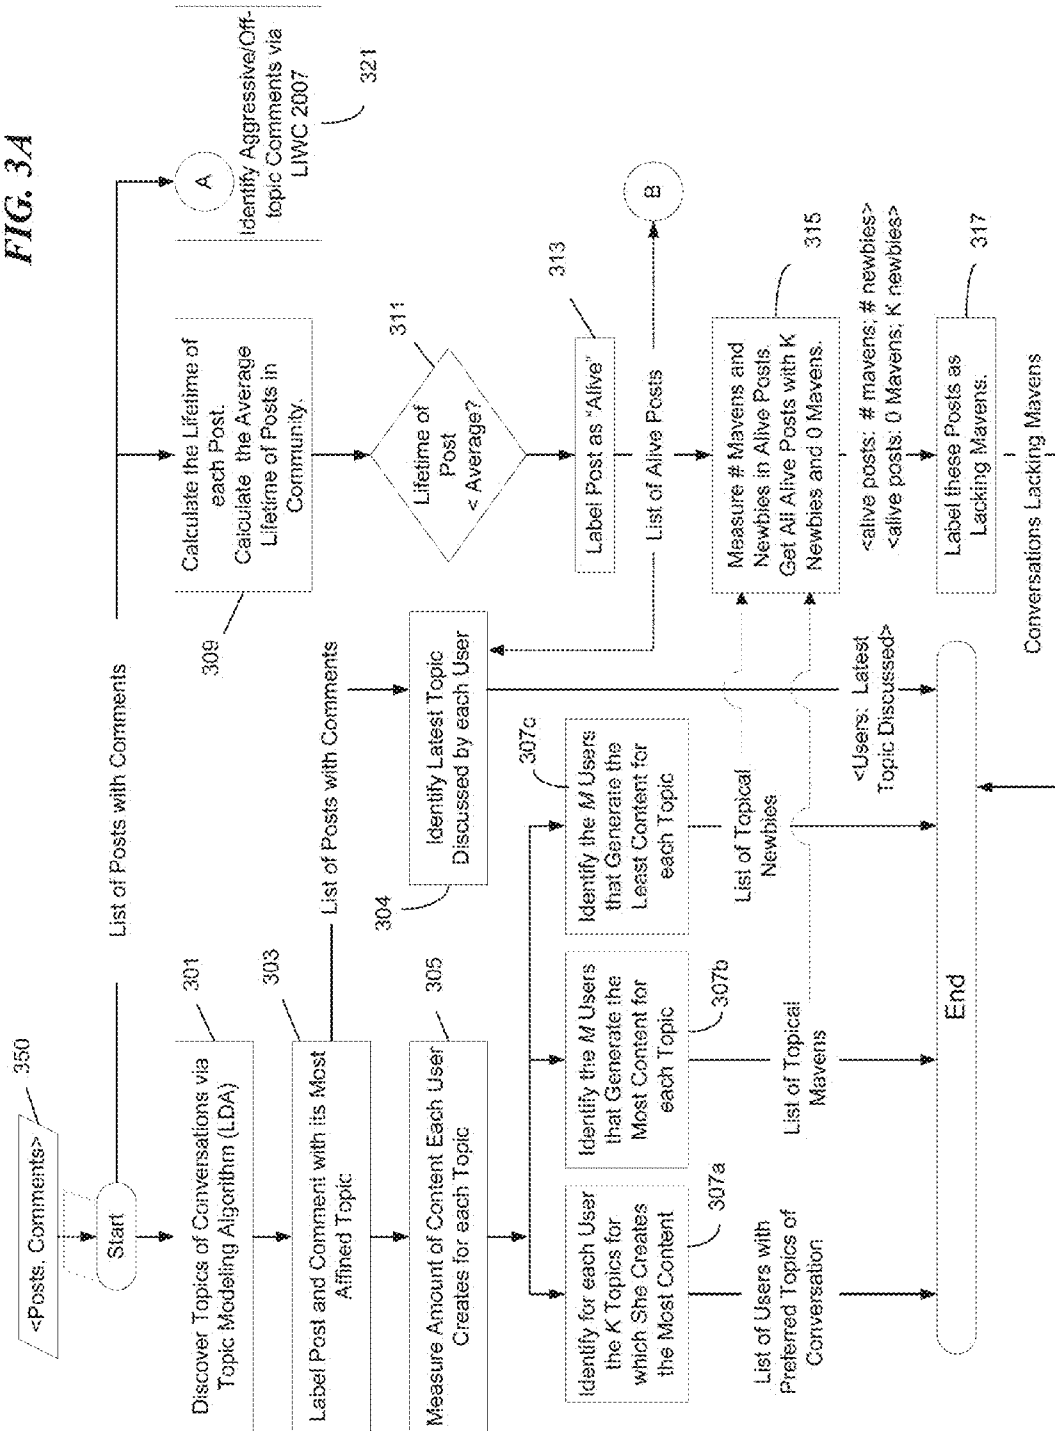 FIG. 3A
<Posts, Comments>
350
Start
List of Posts with Comments
Discover Topics of Conversations via
Topic Modeling Algorithm (LDA)
301
Label Post and Comment with its Most
Affined Topic
303
List of Posts with Comments
Measure Amount of Content Each User
Creates for each Topic
305
Identify Latest Topic
Discussed by each User
304
Identify for each User
the K Topics for
which She Creates
the Most Content
307a
Identify the M Users
that Generate the
Most Content for
each Topic
307b
Identify the M Users
that Generate the
Least Content for
each Topic
307c
List of Users with
Preferred Topics of
Conversation
List of Topical
Mavens
List of Topical
Newbies
<Users: Latest
Topic Discussed>
End
Calculate the Lifetime of
each Post.
Calculate the Average
Lifetime of Posts in
Community.
309
Lifetime of
Post
< Average?
311
Label Post as "Alive"
313
List of Alive Posts
B
Measure # Mavens and
Newbies in Alive Posts.
Get All Alive Posts with K
Newbies and 0 Mavens.
315
<alive posts: # mavens; # newbies>
<alive posts: 0 Mavens; K newbies>
Label these Posts as
Lacking Mavens.
317
Conversations Lacking Mavens
A
Identify Aggressive/Off-
topic Comments via
LIWC 2007
321